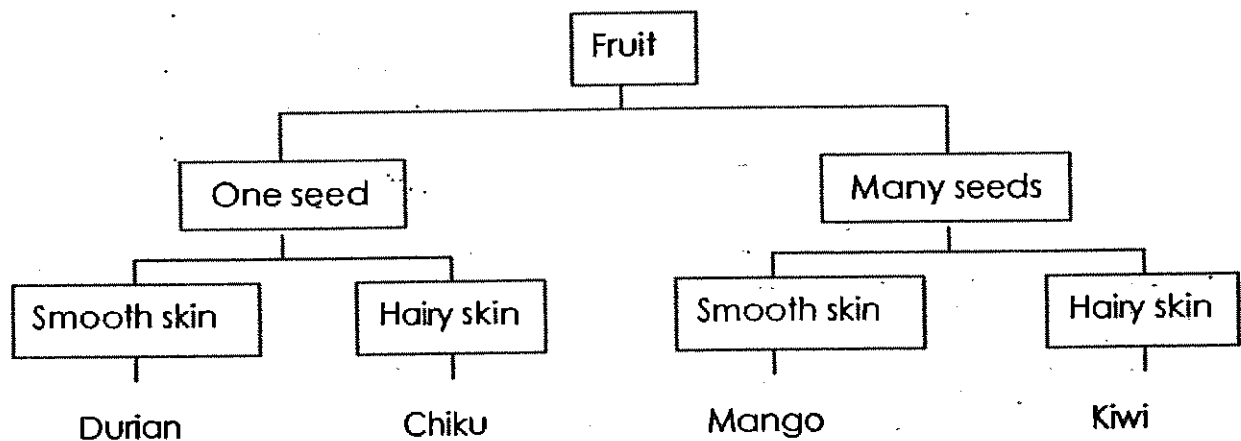 Fruit
One seed
Many seeds
Smooth skin
Hairy skin
Smooth skin
Hairy skin
Durian
Chiku
Mango
Kiwi